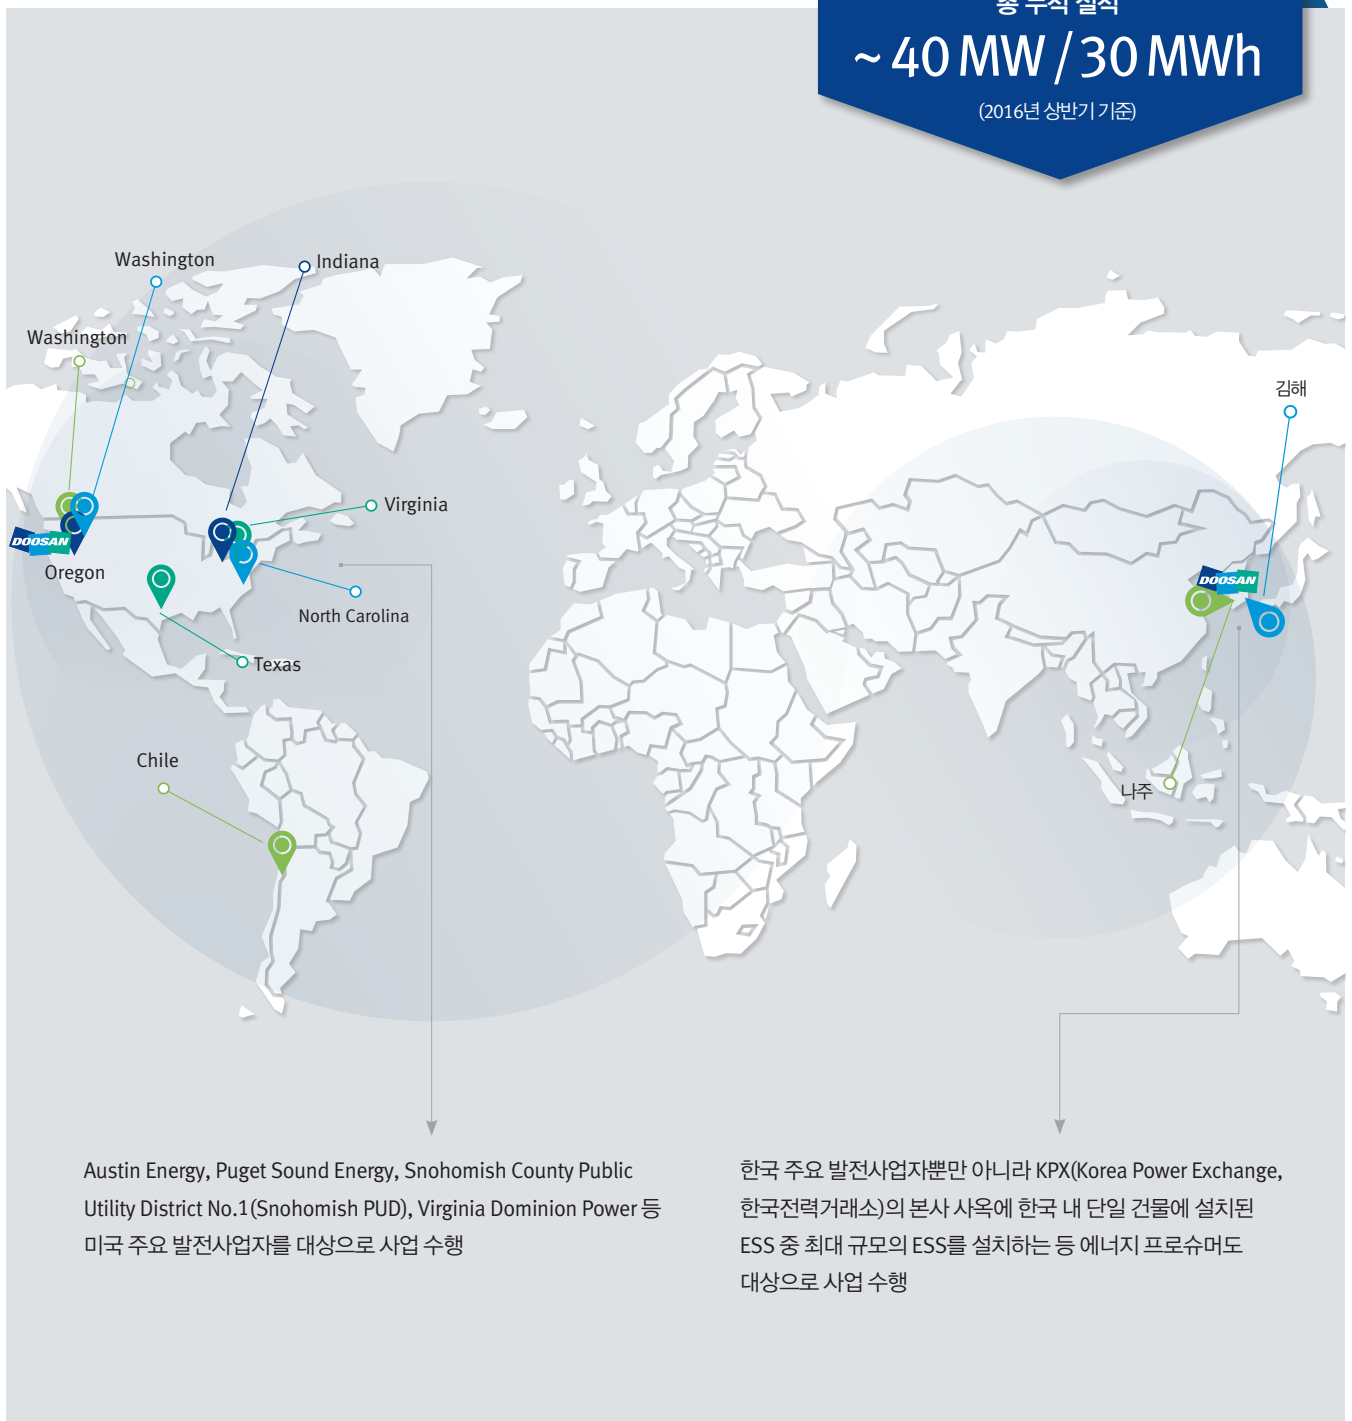 총 누적 실적
~ 40 MW / 30 MWh
(2016년 상반기 기준)
Washington
Indiana
Washington
김해
Virginia
DOOSAN
Oregon
DOOSAN
North Carolina
Texas
Chile
나주
Austin Energy, Puget Sound Energy, Snohomish County Public
Utility District No.1(Snohomish PUD), Virginia Dominion Power 등
미국 주요 발전사업자를 대상으로 사업 수행
한국 주요 발전사업자뿐만 아니라 KPX(Korea Power Exchange,
한국전력거래소)의 본사 사옥에 한국 내 단일 건물에 설치된
ESS 중 최대 규모의 ESS를 설치하는 등 에너지 프로슈머도
대상으로 사업 수행